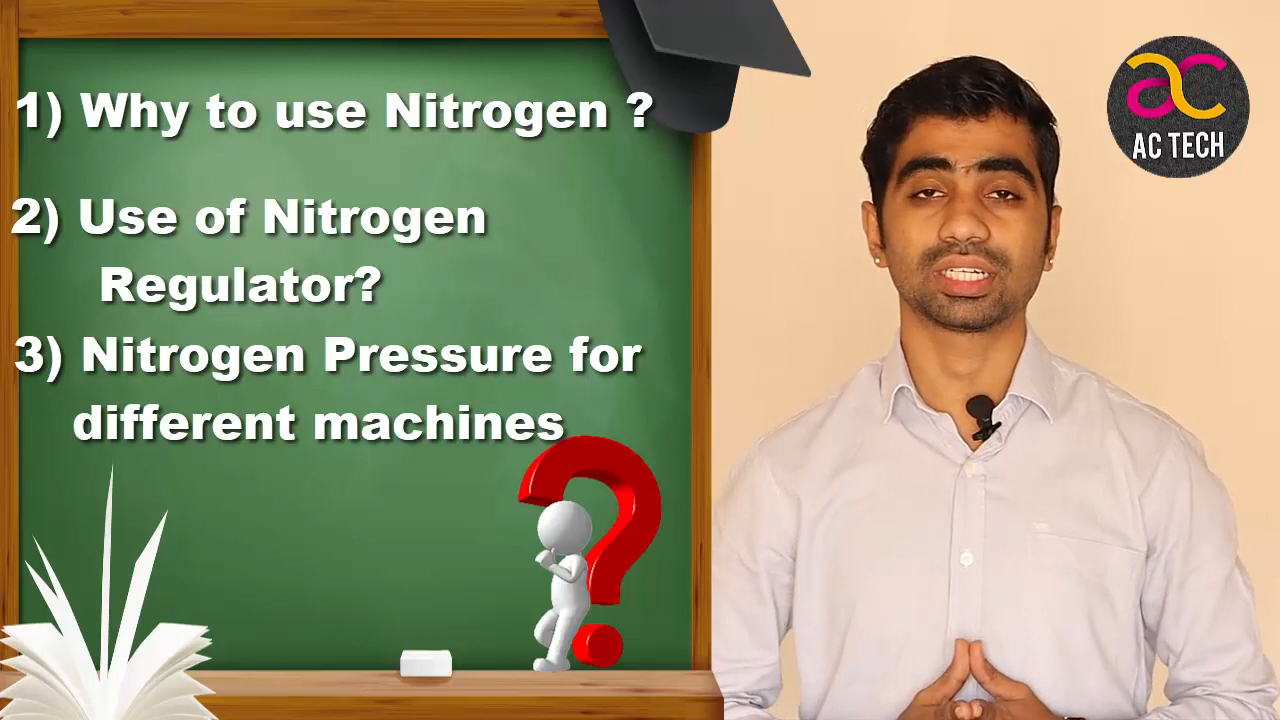 1) Why to use Nitrogen ?
2) Use of Nitrogen
Regulator?
3) Nitrogen Pressure for
different machines
ac
AC TECH